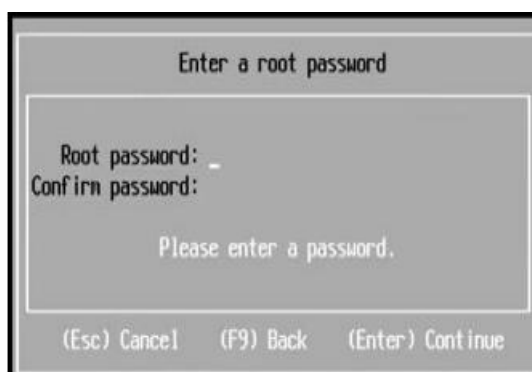 Enter a root password
Root password: _
Confirm password:
Please enter a password.
(Esc) Cancel (F9) Back (Enter) Continue